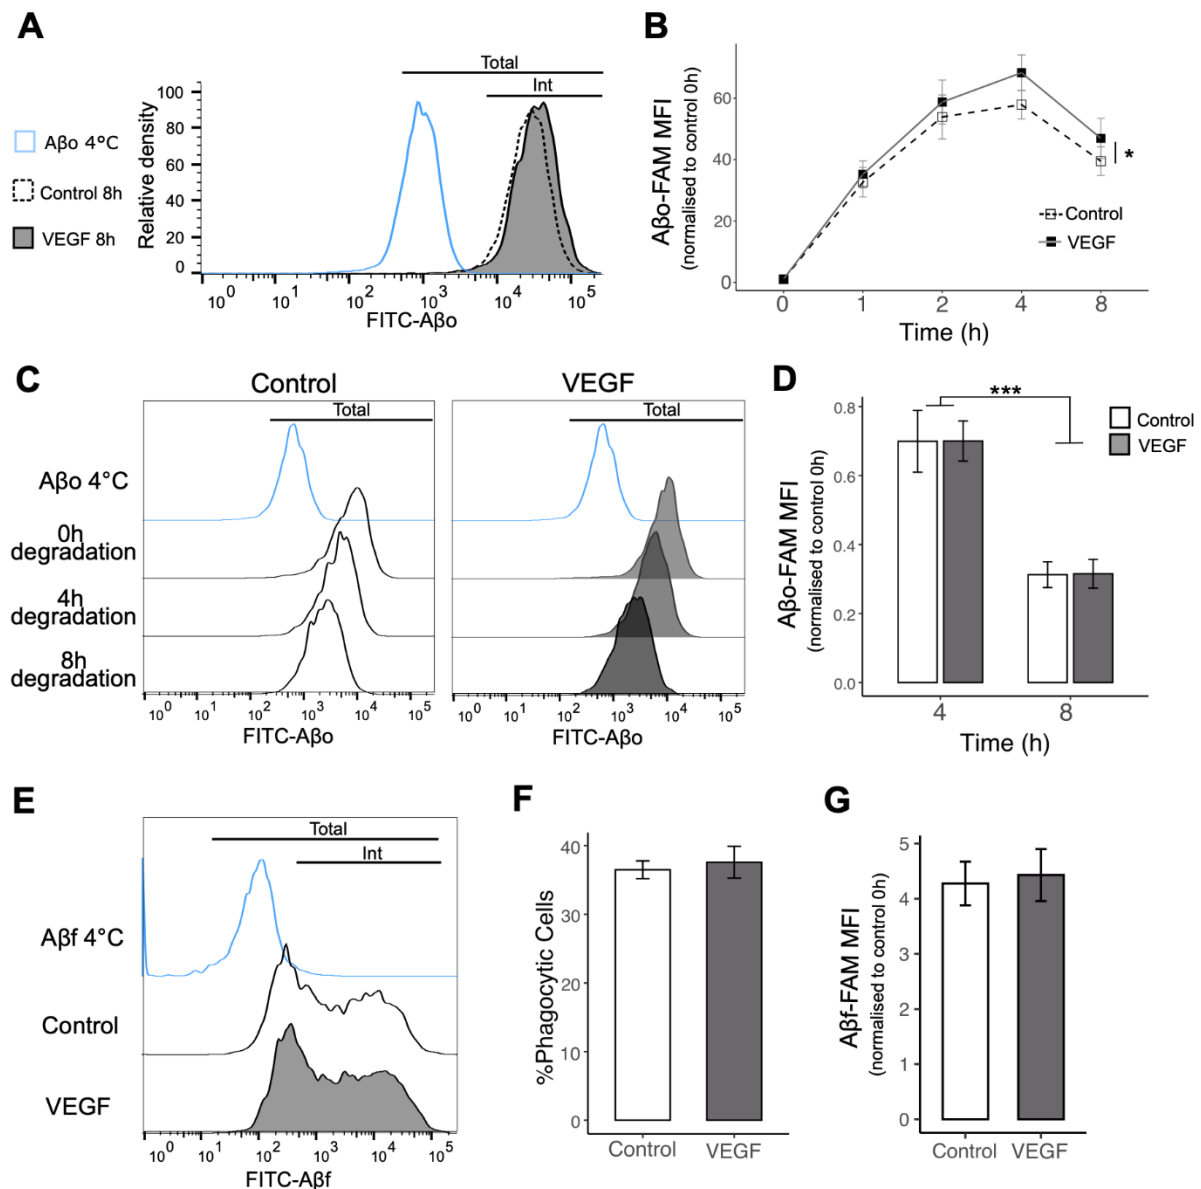 A
Total
Int
Aβo 4°C
Control 8h
VEGF 8h
Relative density
100
80
60
40
20
0
10^0 10^1 10^2 10^3 10^4 10^5
FITC-Aβo
B
Aβo-FAM MFI
(normalised to control 0h)
60
40
20
0
*
Control
VEGF
0 1 2 4 8
Time (h)
C
Control VEGF
Total Total
Aβo 4°C
0h
degradation
4h
degradation
8h
degradation
10^0 10^1 10^2 10^3 10^4 10^5 10^0 10^1 10^2 10^3 10^4 10^5
FITC-Aβo FITC-Aβo
D
Aβo-FAM MFI
(normalised to control 0h)
***
Control
VEGF
0.8
0.6
0.4
0.2
0.0
4 8
Time (h)
E
Total
Int
Aβf 4°C
Control
VEGF
10^0 10^1 10^2 10^3 10^4 10^5
FITC-Aβf
F
%Phagocytic Cells
40
30
20
10
0
Control VEGF
G
Aβf-FAM MFI
(normalised to control 0h)
5
4
3
2
1
0
Control VEGF